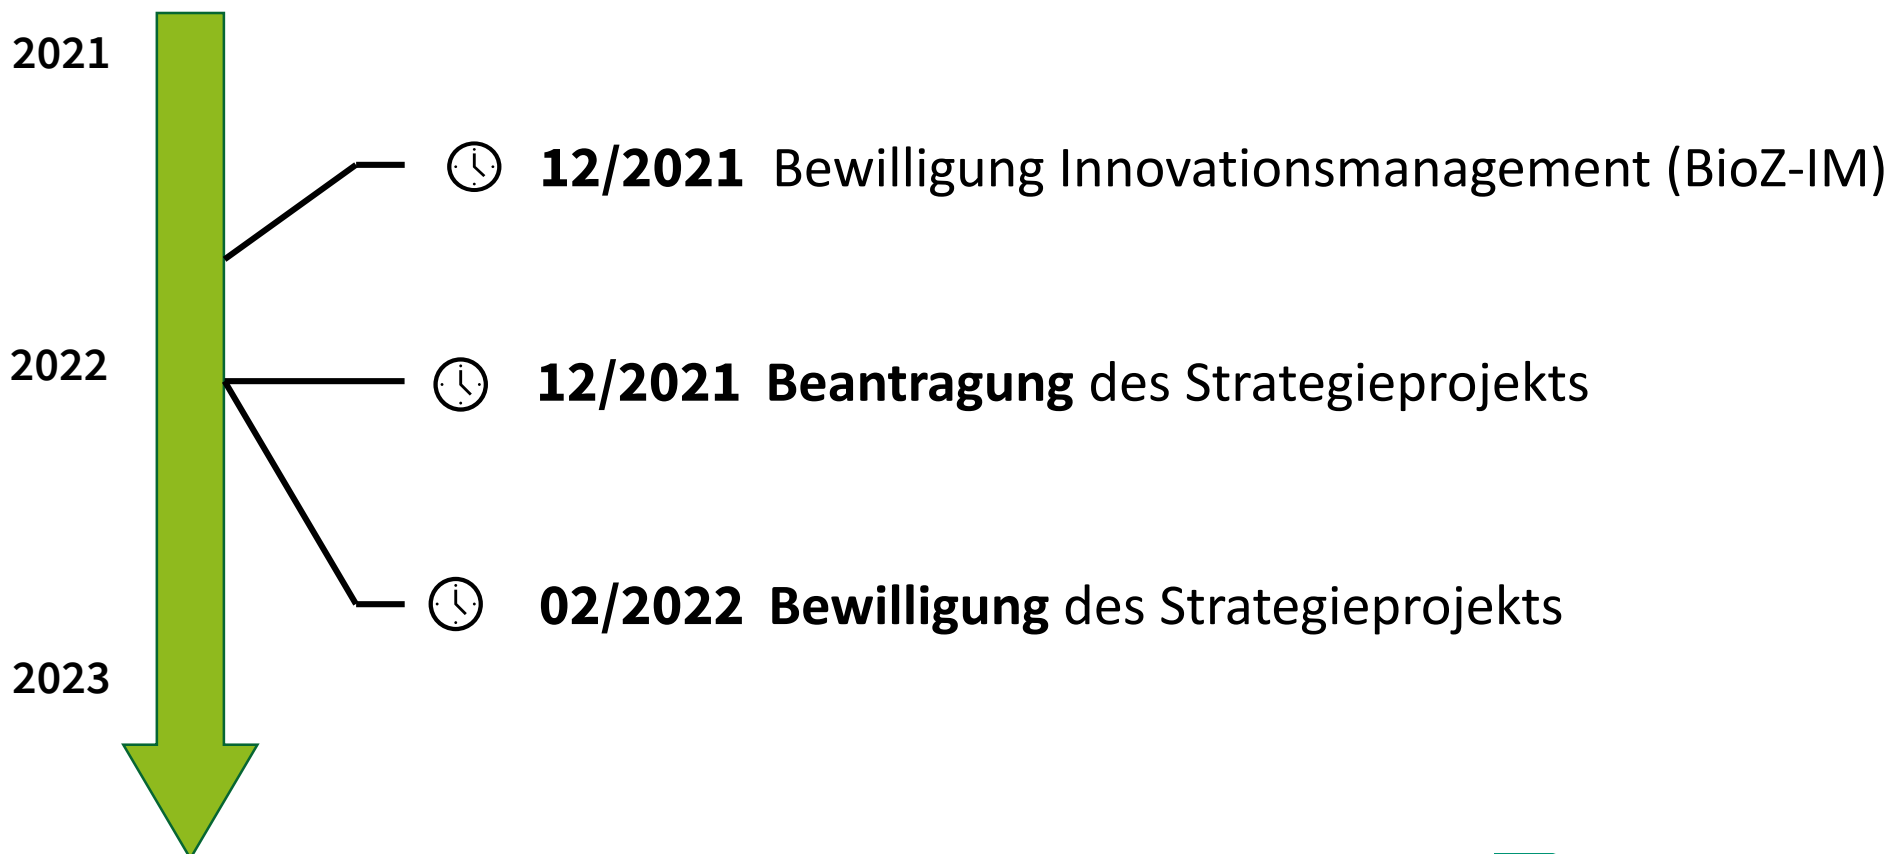 2021
12/2021 Bewilligung Innovationsmanagement (BioZ-IM)
2022
12/2021 Beantragung des Strategieprojekts
02/2022 Bewilligung des Strategieprojekts
2023